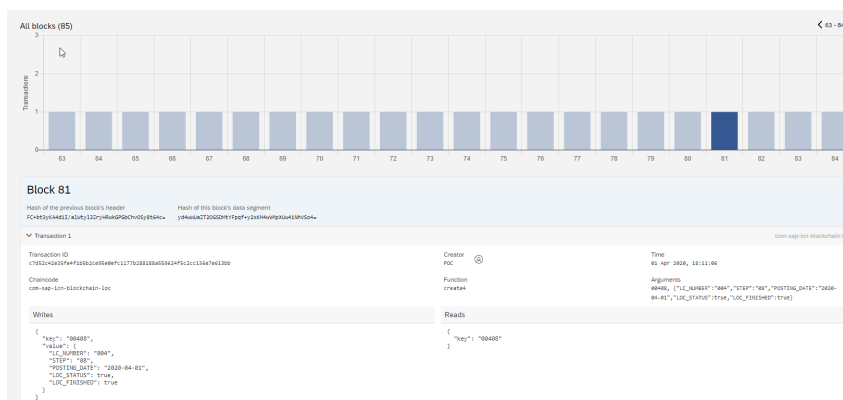 All blocks (85)
63 - 84
3
2
1
0
Transactions
63 64 65 66 67 68 69 70 71 72 73 74 75 76 77 78 79 80 81 82 83 84
Block 81
Hash of the previous block's header Hash of this block's data segment
Transaction 1
Transaction ID Creator Time
POC 01 Apr 2020, 18:11:06
Chaincode Function Arguments
com-sap-icn-blockchain-loc create4 00408, {"LC_NUMBER":"004","STEP":"08","POSTING_DATE":"2020-
04-01","LOC_STATUS":true,"LOC_FINISHED":true}
Writes Reads
{ {
"key": "00408", "key": "00408"
"value": { }
"LC_NUMBER": "004",
"STEP": "08",
"POSTING_DATE": "2020-04-01",
"LOC_STATUS": true,
"LOC_FINISHED": true
}
}